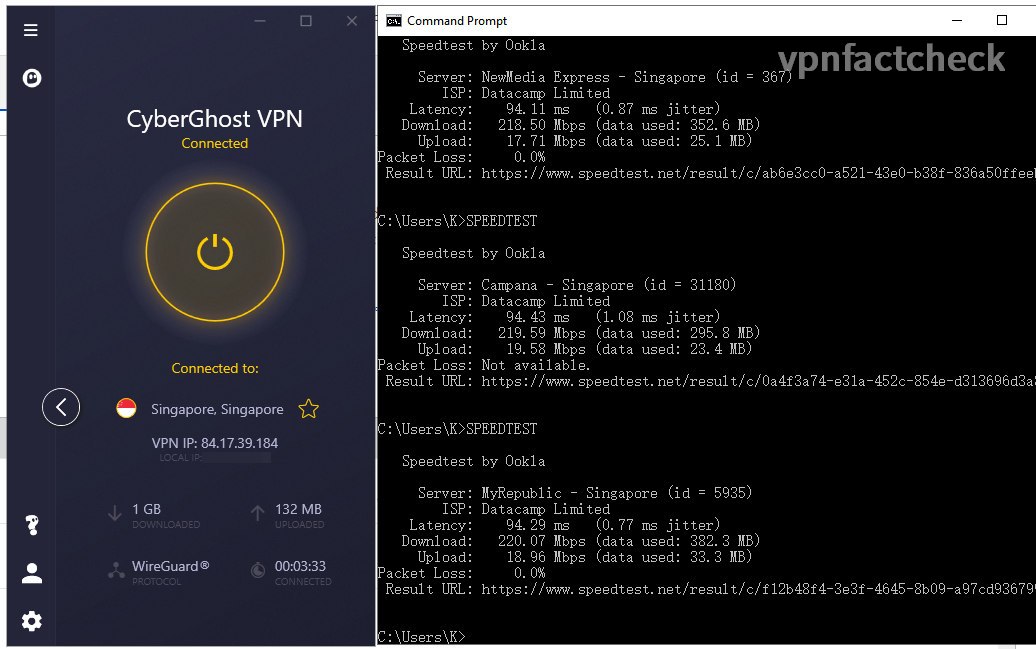 CyberGhost VPN
Connected
Connected to:
Singapore, Singapore
VPN IP: 84.17.39.184
LOCAL IP:
1 GB
DOWNLOADED
132 MB
UPLOADED
WireGuard®
PROTOCOL
00:03:33
CONNECTED
Command Prompt
vpnfactcheck
Speedtest by Ookla
Server: NewMedia Express - Singapore (id = 367)
ISP: Datacamp Limited
Latency: 94.11 ms (0.87 ms jitter)
Download: 218.50 Mbps (data used: 352.6 MB)
Upload: 17.71 Mbps (data used: 25.1 MB)
Packet Loss: 0.0%
Result URL: https://www.speedtest.net/result/c/ab6e3cc0-a521-43e0-b38f-836a50ffee
C:\Users\K>SPEEDTEST
Speedtest by Ookla
Server: Campana - Singapore (id = 31180)
ISP: Datacamp Limited
Latency: 94.43 ms (1.08 ms jitter)
Download: 219.59 Mbps (data used: 295.8 MB)
Upload: 19.58 Mbps (data used: 23.4 MB)
Packet Loss: Not available.
Result URL: https://www.speedtest.net/result/c/0a4f3a74-e31a-452c-854e-d313696d3a
C:\Users\K>SPEEDTEST
Speedtest by Ookla
Server: MyRepublic - Singapore (id = 5935)
ISP: Datacamp Limited
Latency: 94.29 ms (0.77 ms jitter)
Download: 220.07 Mbps (data used: 382.3 MB)
Upload: 18.96 Mbps (data used: 33.3 MB)
Packet Loss: 0.0%
Result URL: https://www.speedtest.net/result/c/f12b48f4-3e3f-4645-8b09-a97cd93679
C:\Users\K>